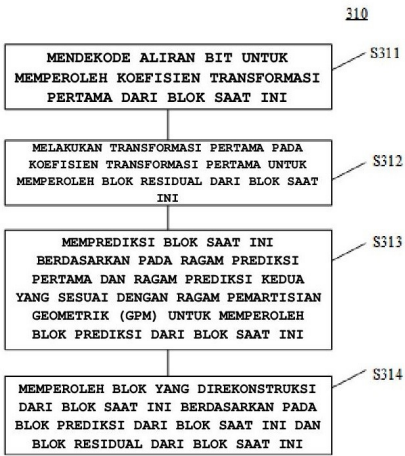 310
MENDEKODE ALIRAN BIT UNTUK
MEMPEROLEH KOEFISIEN TRANSFORMASI
PERTAMA DARI BLOK SAAT INI
S311
MELAKUKAN TRANSFORMASI PERTAMA PADA
KOEFISIEN TRANSFORMASI PERTAMA UNTUK
MEMPEROLEH BLOK RESIDUAL DARI BLOK SAAT
INI
S312
MEMPREDIKSI BLOK SAAT INI
BERDASARKAN PADA RAGAM PREDIKSI
PERTAMA DAN RAGAM PREDIKSI KEDUA
YANG SESUAI DENGAN RAGAM PEMARTISIAN
GEOMETRIK (GPM) UNTUK MEMPEROLEH
BLOK PREDIKSI DARI BLOK SAAT INI
S313
MEMPEROLEH BLOK YANG DIREKONSTRUKSI
DARI BLOK SAAT INI BERDASARKAN PADA
BLOK PREDIKSI DARI BLOK SAAT INI DAN
BLOK RESIDUAL DARI BLOK SAAT INI
S314